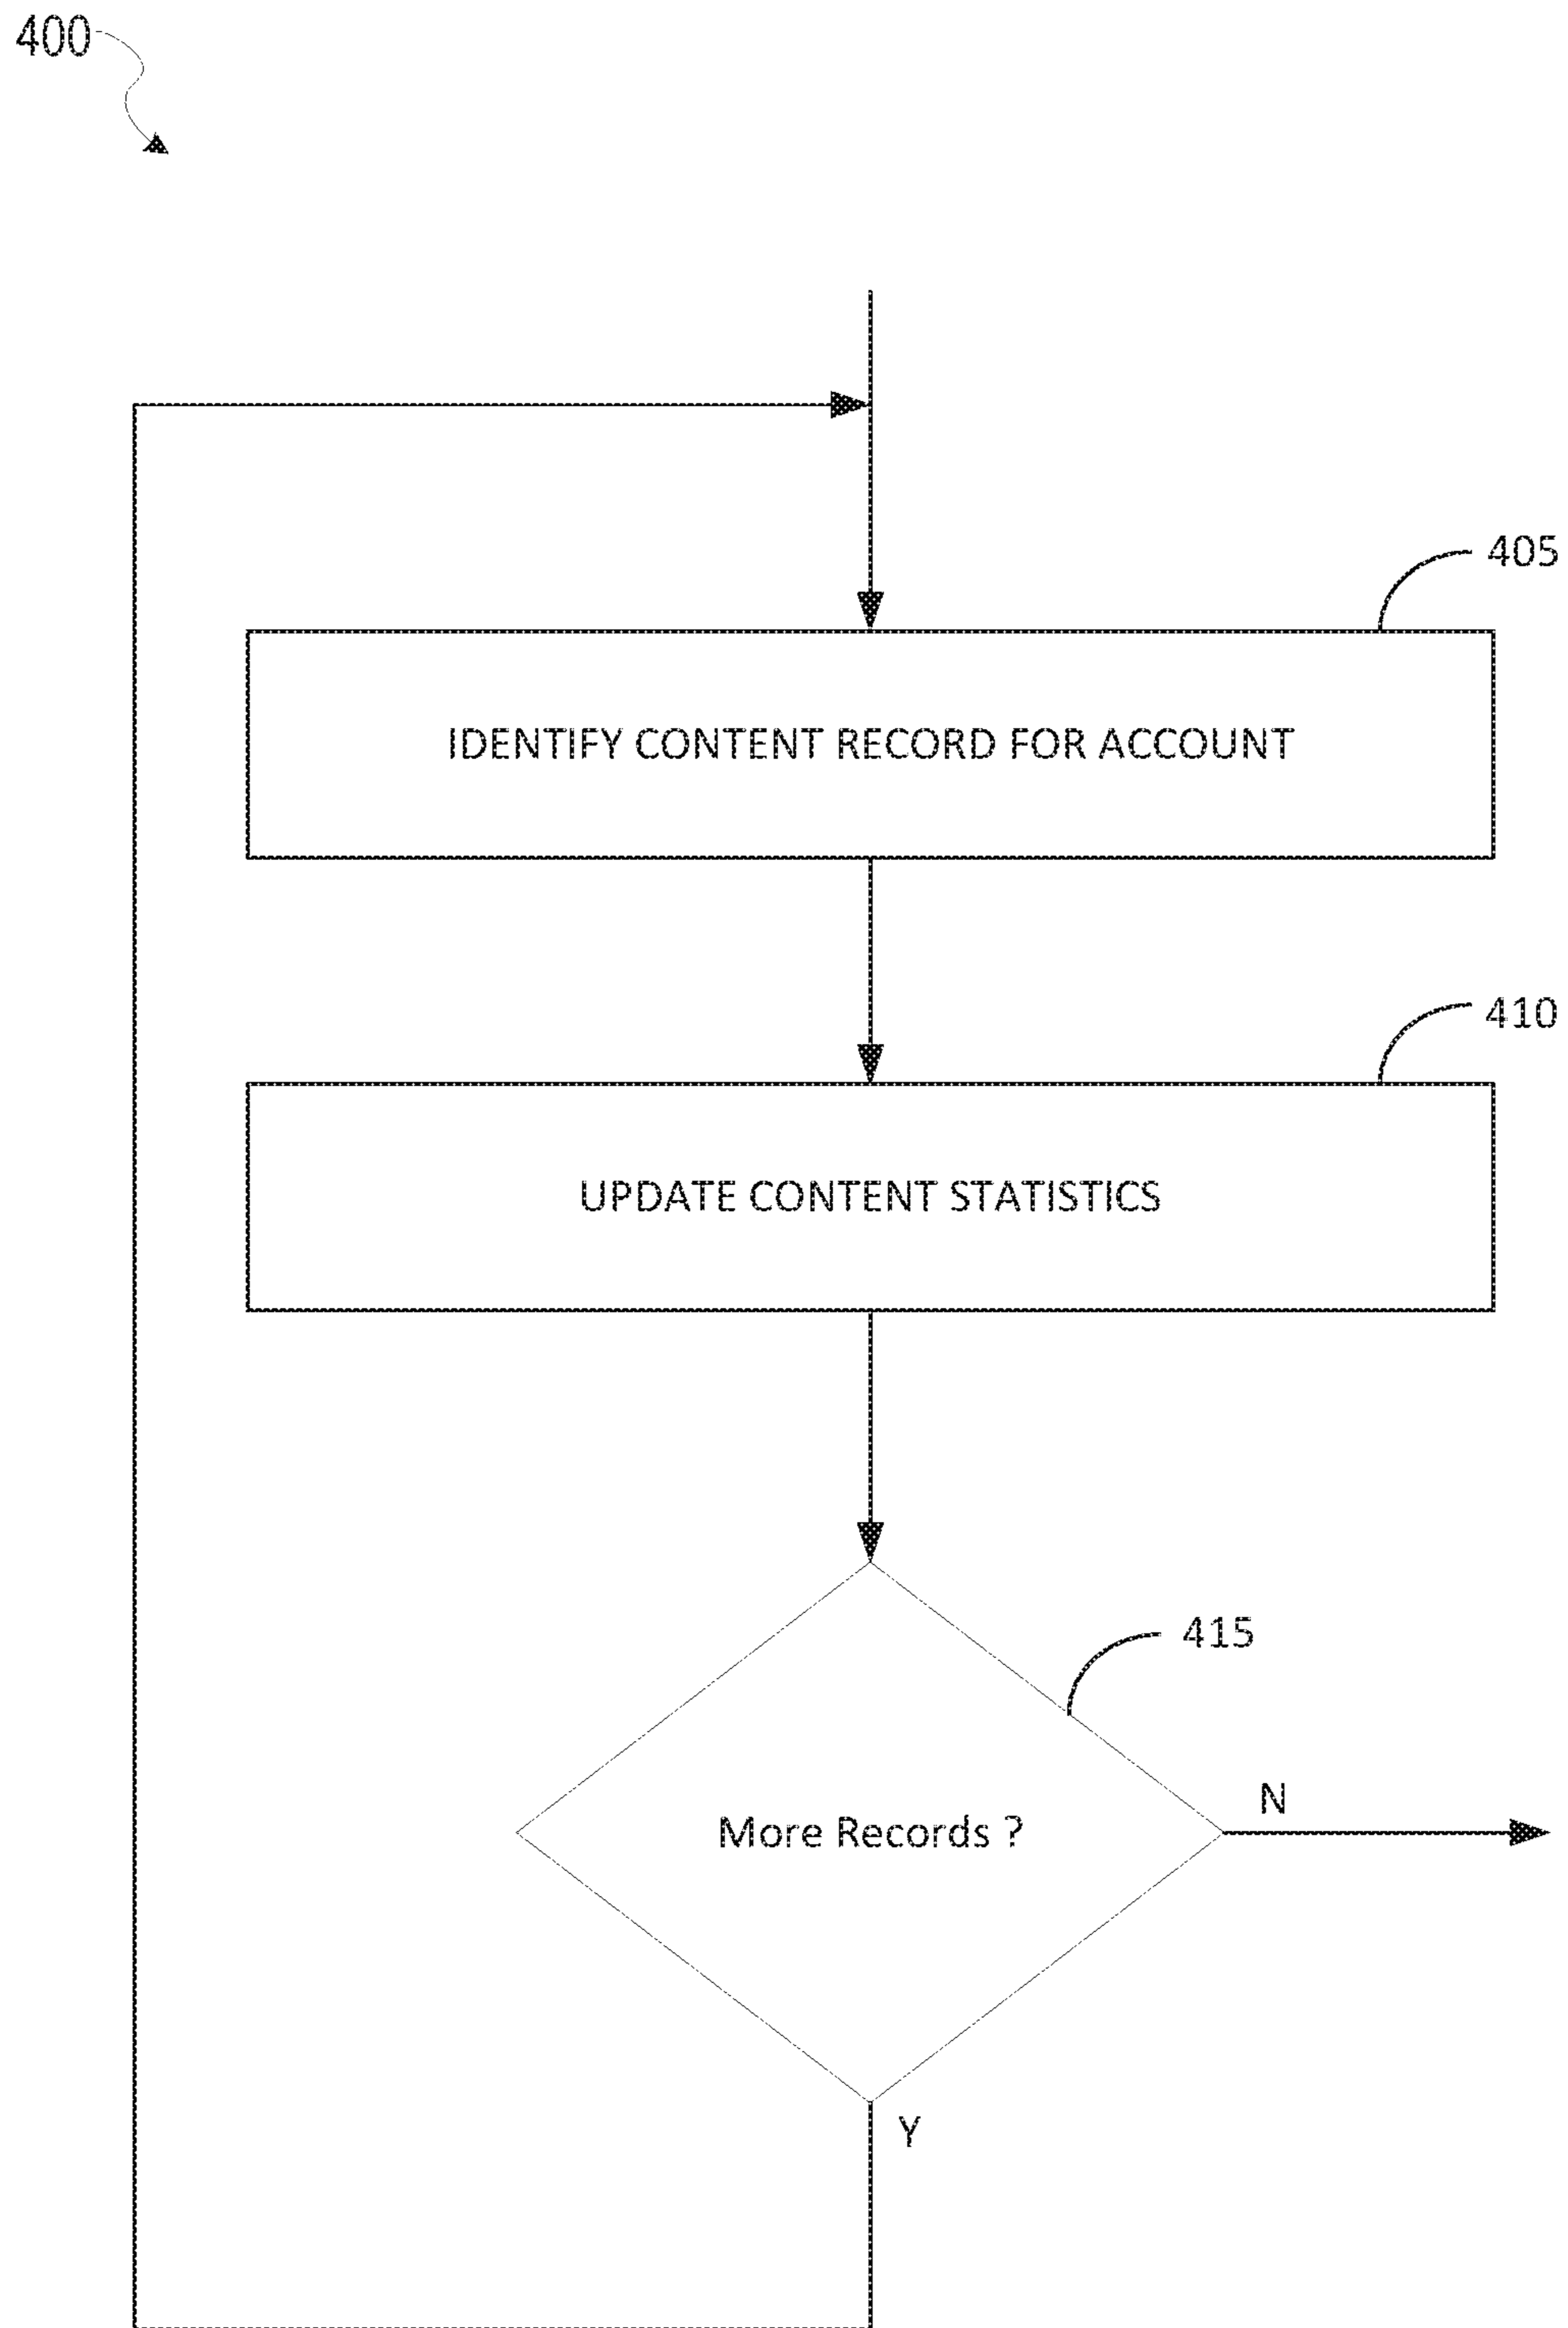 400
405
IDENTIFY CONTENT RECORD FOR ACCOUNT
410
UPDATE CONTENT STATISTICS
415
N
More Records ?
Y